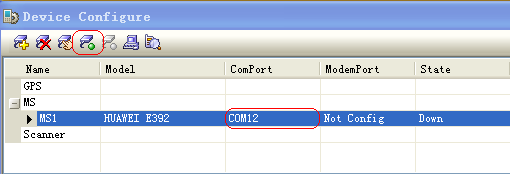 Device Configure
Name Model ComPort ModemPort State
GPS
MS
MS1 HUAWEI E392 COM12 Not Config Down
Scanner